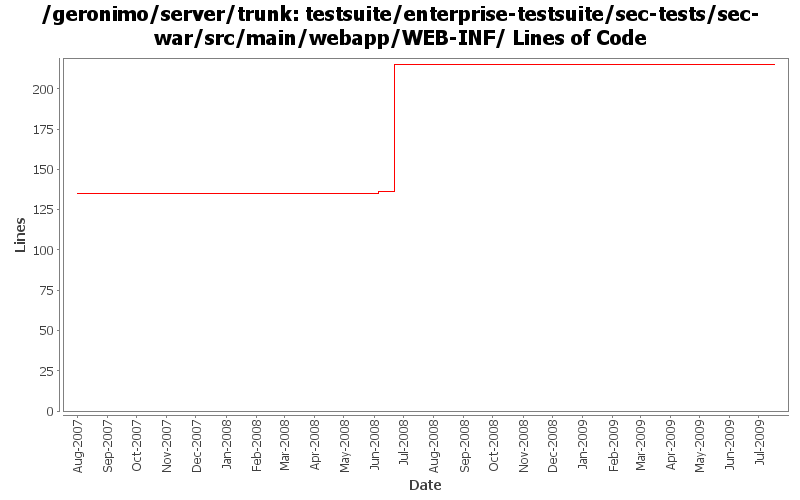 /geronimo/server/trunk: testsuite/enterprise-testsuite/sec-tests/sec-
war/src/main/webapp/WEB-INF/ Lines of Code
Lines
200
175
150
125
100
75
50
25
0
Aug-2007
Sep-2007
Oct-2007
Nov-2007
Dec-2007
Jan-2008
Feb-2008
Mar-2008
Apr-2008
May-2008
Jun-2008
Jul-2008
Aug-2008
Sep-2008
Oct-2008
Nov-2008
Dec-2008
Jan-2009
Feb-2009
Mar-2009
Apr-2009
May-2009
Jun-2009
Jul-2009
Date